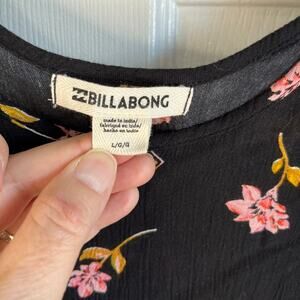 BILLABONG
made in india/
fabriqué en inde/
hecho en india
L/G/G